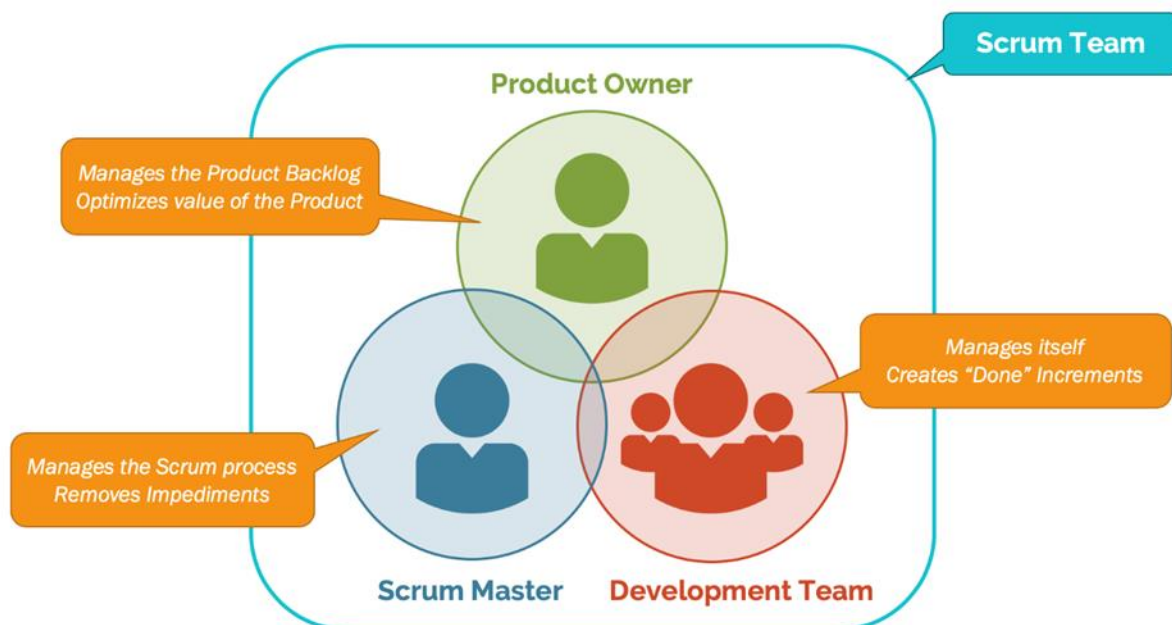 Scrum Team
Product Owner
Manages the Product Backlog
Optimizes value of the Product
Manages itself
Creates “Done” Increments
Manages the Scrum process
Removes Impediments
Scrum Master
Development Team